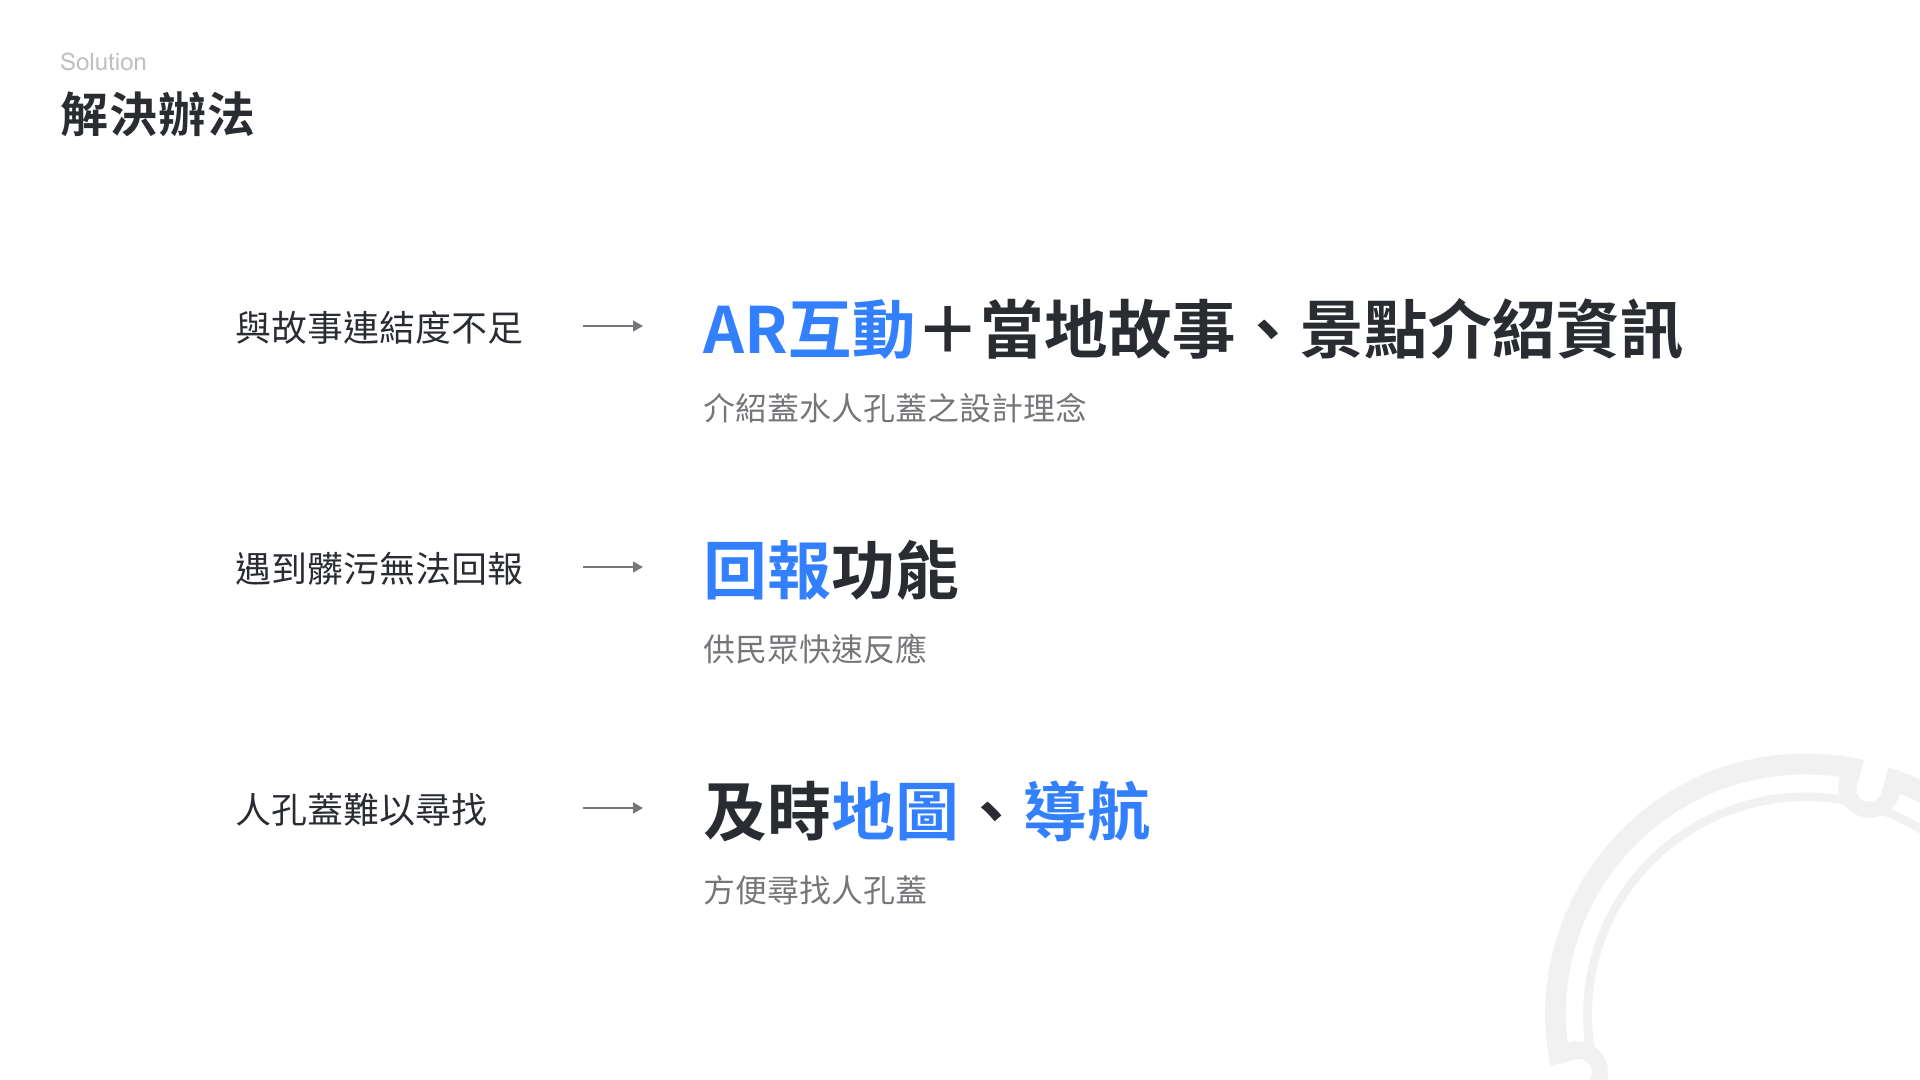 Solution
解決辦法
與故事連結度不足
AR互動＋當地故事、景點介紹資訊
介紹蓋水人孔蓋之設計理念
遇到髒污無法回報
回報功能
供民眾快速反應
人孔蓋難以尋找
及時地圖、導航
方便尋找人孔蓋